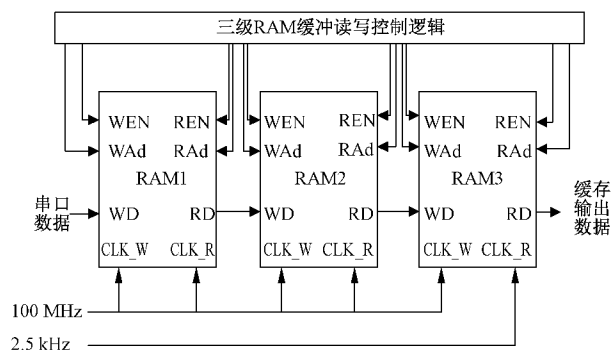 三级RAM缓冲读写控制逻辑
WEN REN WEN REN WEN REN
WAd RAd WAd RAd WAd RAd
RAM1 RAM2 RAM3
串口
数据
WD RD WD RD WD RD
缓存
输出
数据
CLK_W CLK_R CLK_W CLK_R CLK_W CLK_R
100 MHz
2.5 kHz